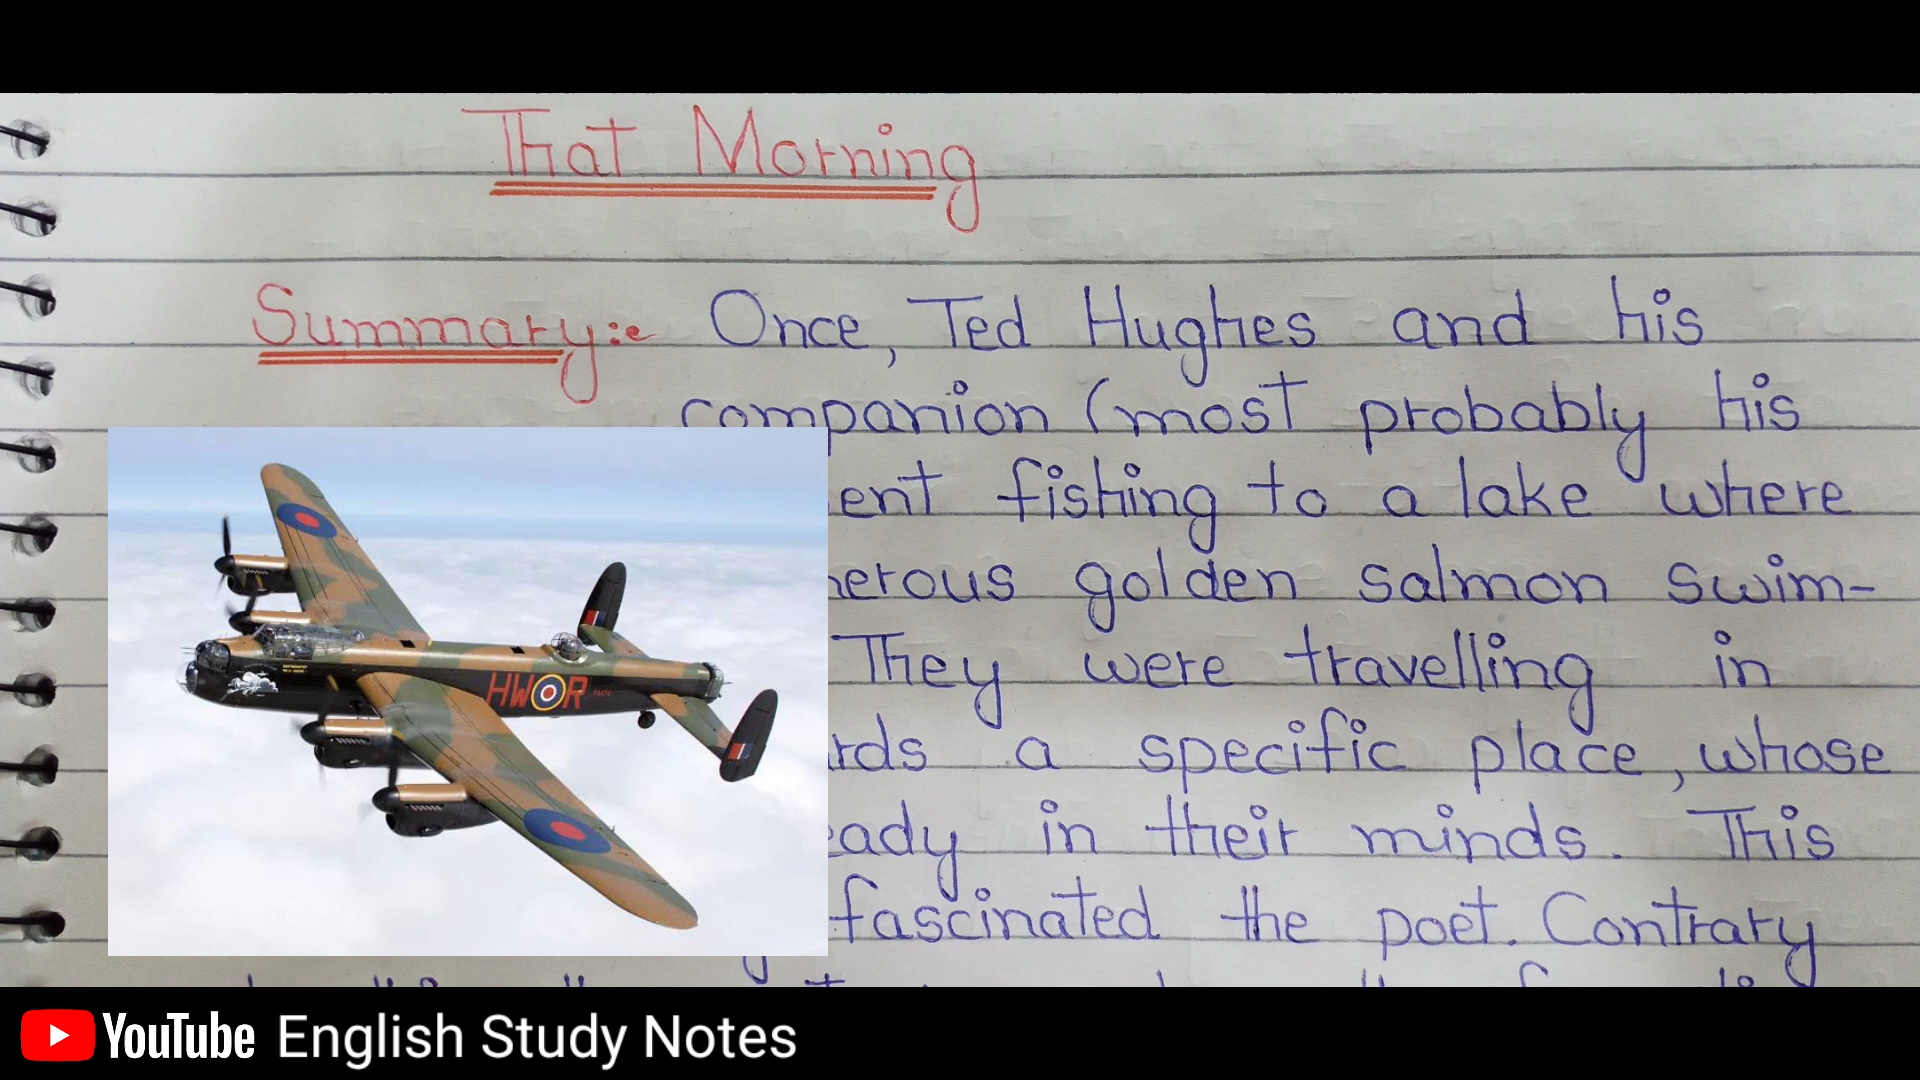 That Morning
Summary:- Once, Ted Hughes and his
companion (most probably his
ent fishing to a lake where
erous golden salmon swim-
They were travelling in
rds a specific place, whose
eady in their minds. This
fascinated the poet. Contrary
HW R
YouTube English Study Notes